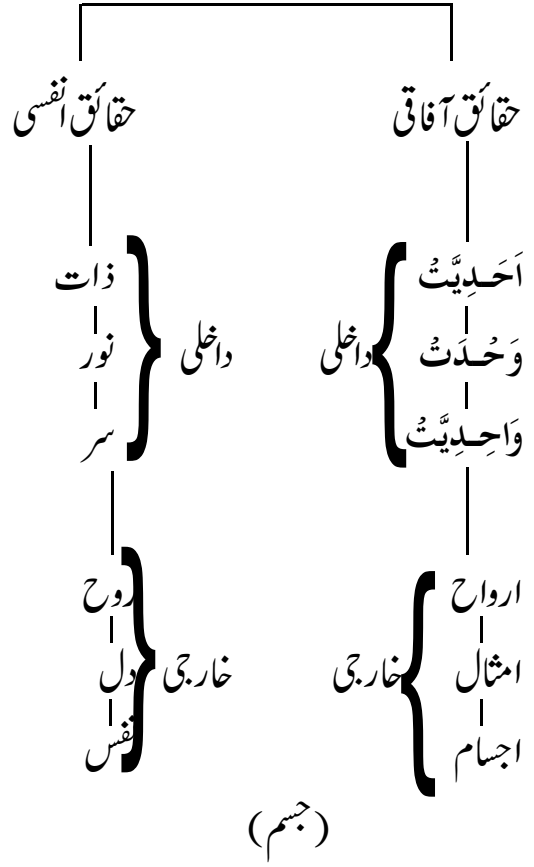 حقائق آفاقی حقائق انفسی
اَحَدِیَّتْ ذات
داخلی داخلی
وَحْدَتْ نور
وَاحِدِیَّتْ سر
ارواح روح
امثال خارجی خارجی دل
اجسام نفس
(جسم)